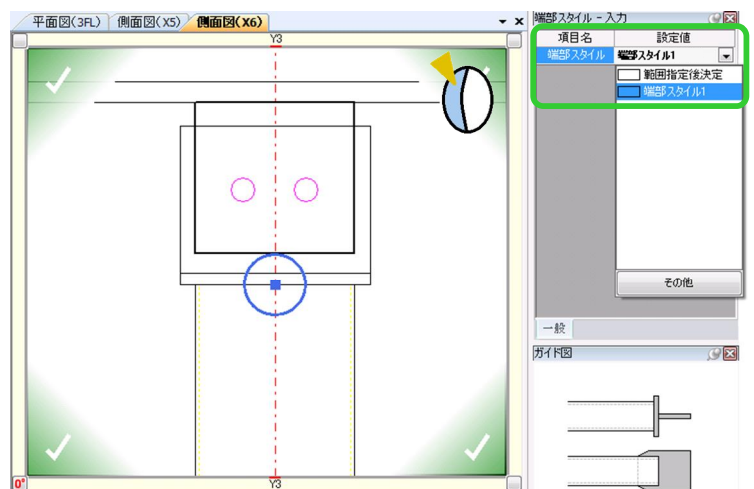 平面図(3FL)
側面図(X5)
側面図(X6)
Y3
Y3
0°
端部スタイル - 入力
項目名
設定値
端部スタイル
端部スタイル1
範囲指定後決定
端部スタイル1
その他
一般
ガイド図